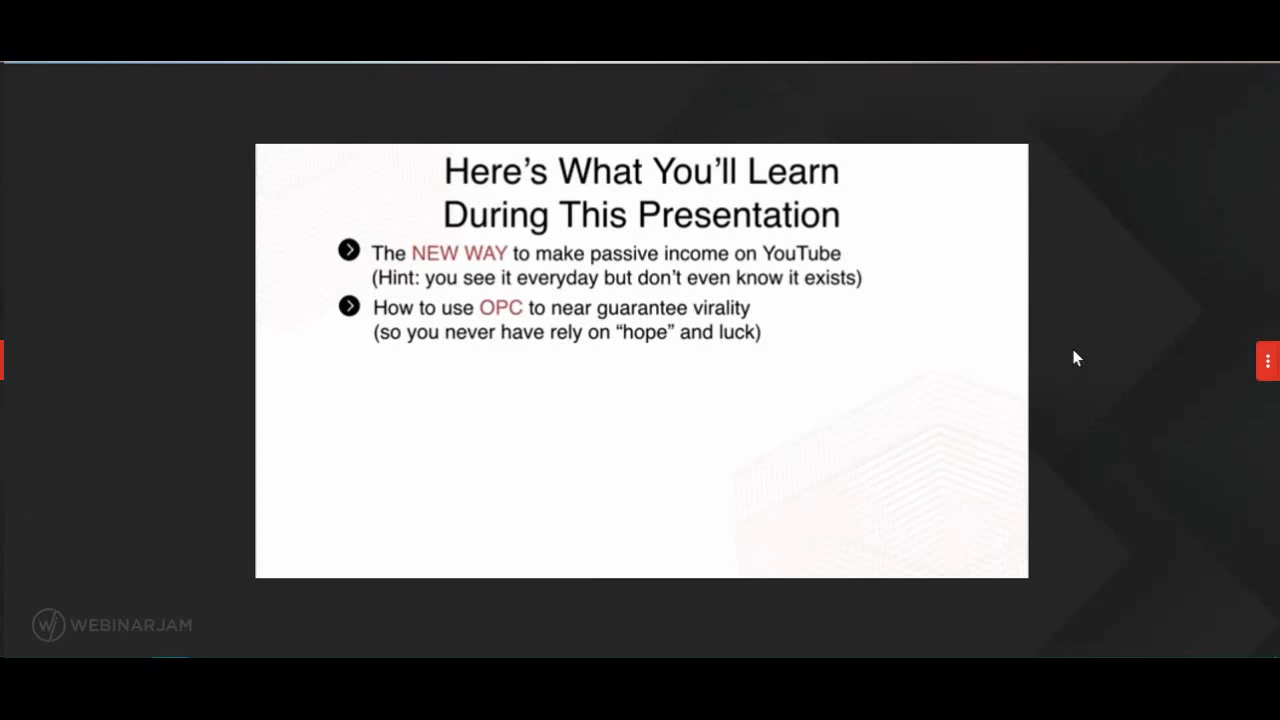 Here's What You'll Learn
During This Presentation
The NEW WAY to make passive income on YouTube
(Hint: you see it everyday but don't even know it exists)
How to use OPC to near guarantee virality
(so you never have rely on “hope” and luck)
WEBINARJAM